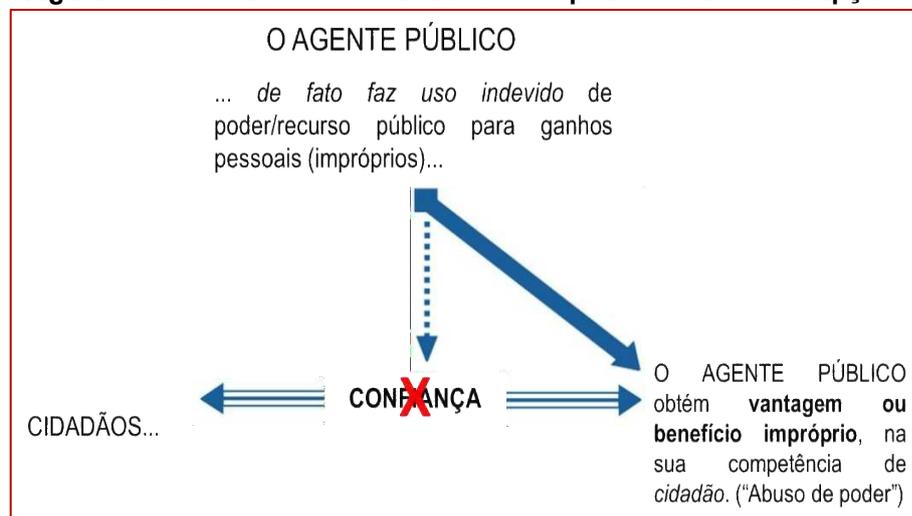 O AGENTE PÚBLICO
... de fato faz uso indevido de
poder/recurso público para ganhos
pessoais (impróprios)...
CONFIANÇA
CIDADÃOS...
O AGENTE PÚBLICO
obtém vantagem ou
benefício impróprio, na
sua competência de
cidadão. ("Abuso de poder")